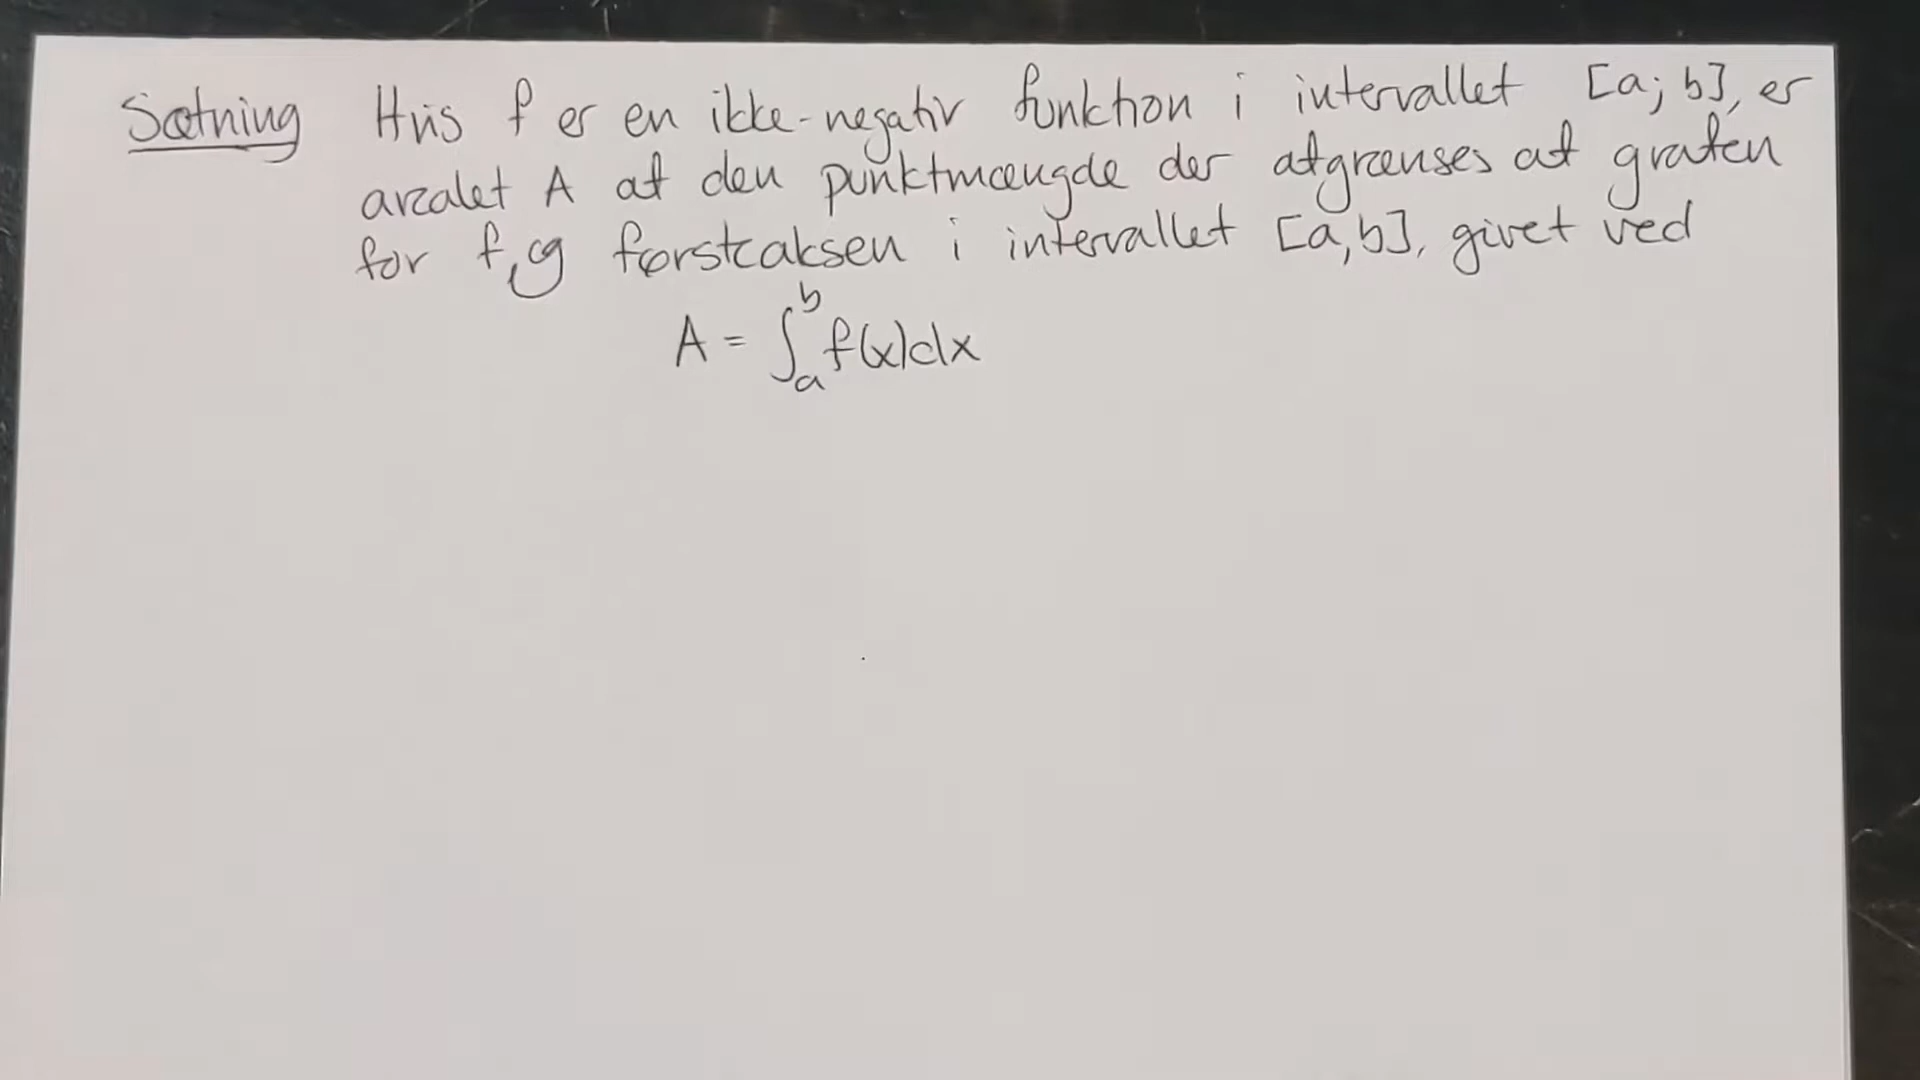 Sætning Hvis f er en ikke-negativ funktion i intervallet [a; b], er
arealet A af den punktmængde der afgrænses af grafen
for f, og førsteaksen i intervallet [a, b], givet ved
A = ∫_a^b f(x)dx